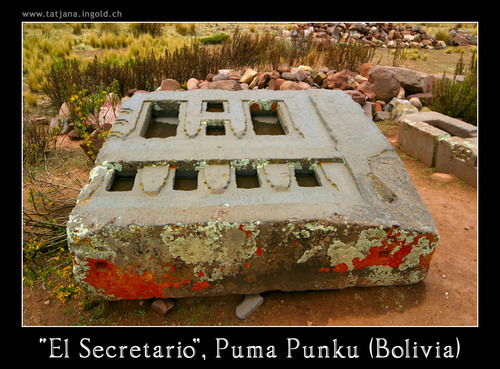 www.tatjana.ingold.ch
"El Secretario", Puma Punku (Bolivia)